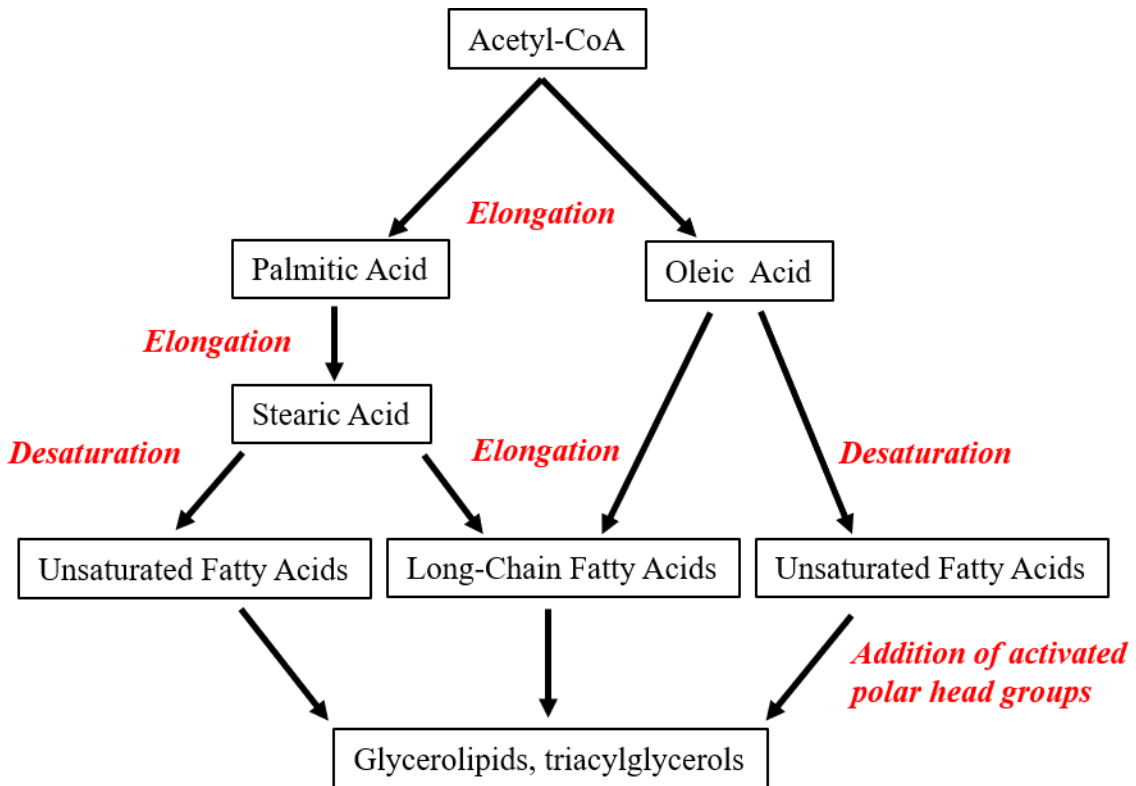 Acetyl-CoA
Elongation
Palmitic Acid
Oleic Acid
Elongation
Stearic Acid
Desaturation
Elongation
Desaturation
Unsaturated Fatty Acids
Long-Chain Fatty Acids
Unsaturated Fatty Acids
Addition of activated
polar head groups
Glycerolipids, triacylglycerols